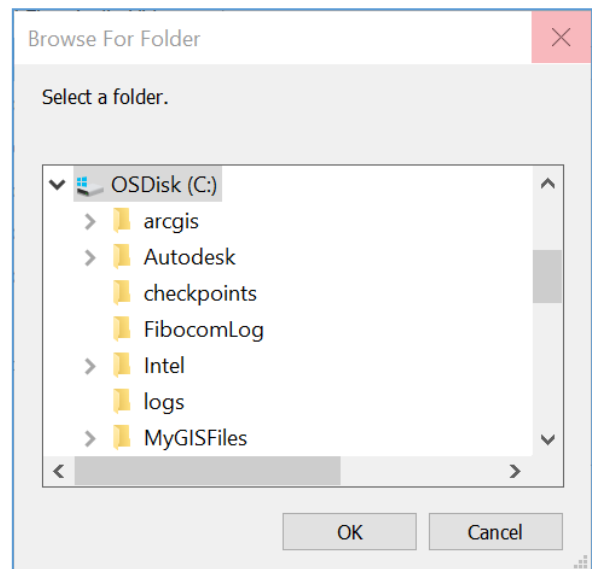 Browse For Folder
Select a folder.
OSDisk (C:)
arcgis
Autodesk
checkpoints
FibocomLog
Intel
logs
MyGISFiles
OK Cancel